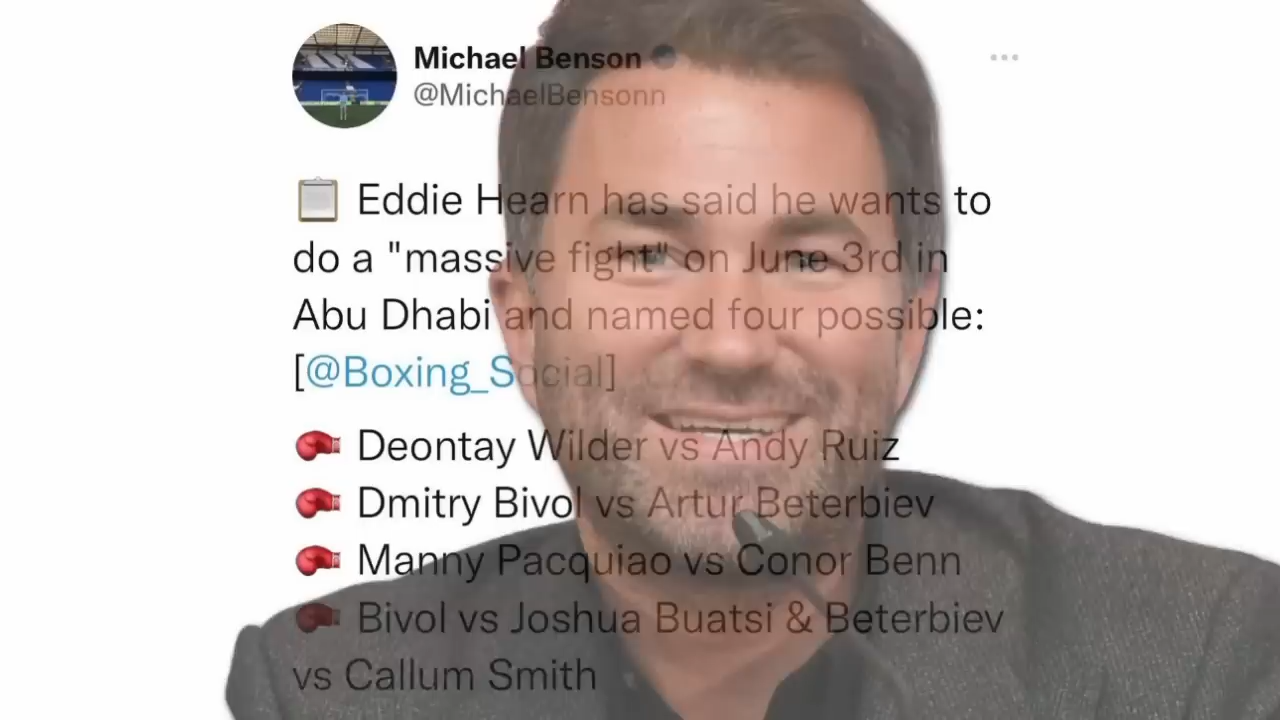 Michael Benson
@MichaelBensonn
Eddie Hearn has said he wants to
do a "massive fight" on June 3rd in
Abu Dhabi and named four possible:
[@Boxing_Social]
Deontay Wilder vs Andy Ruiz
Dmitry Bivol vs Artur Beterbiev
Manny Pacquiao vs Conor Benn
Bivol vs Joshua Buatsi & Beterbiev
vs Callum Smith